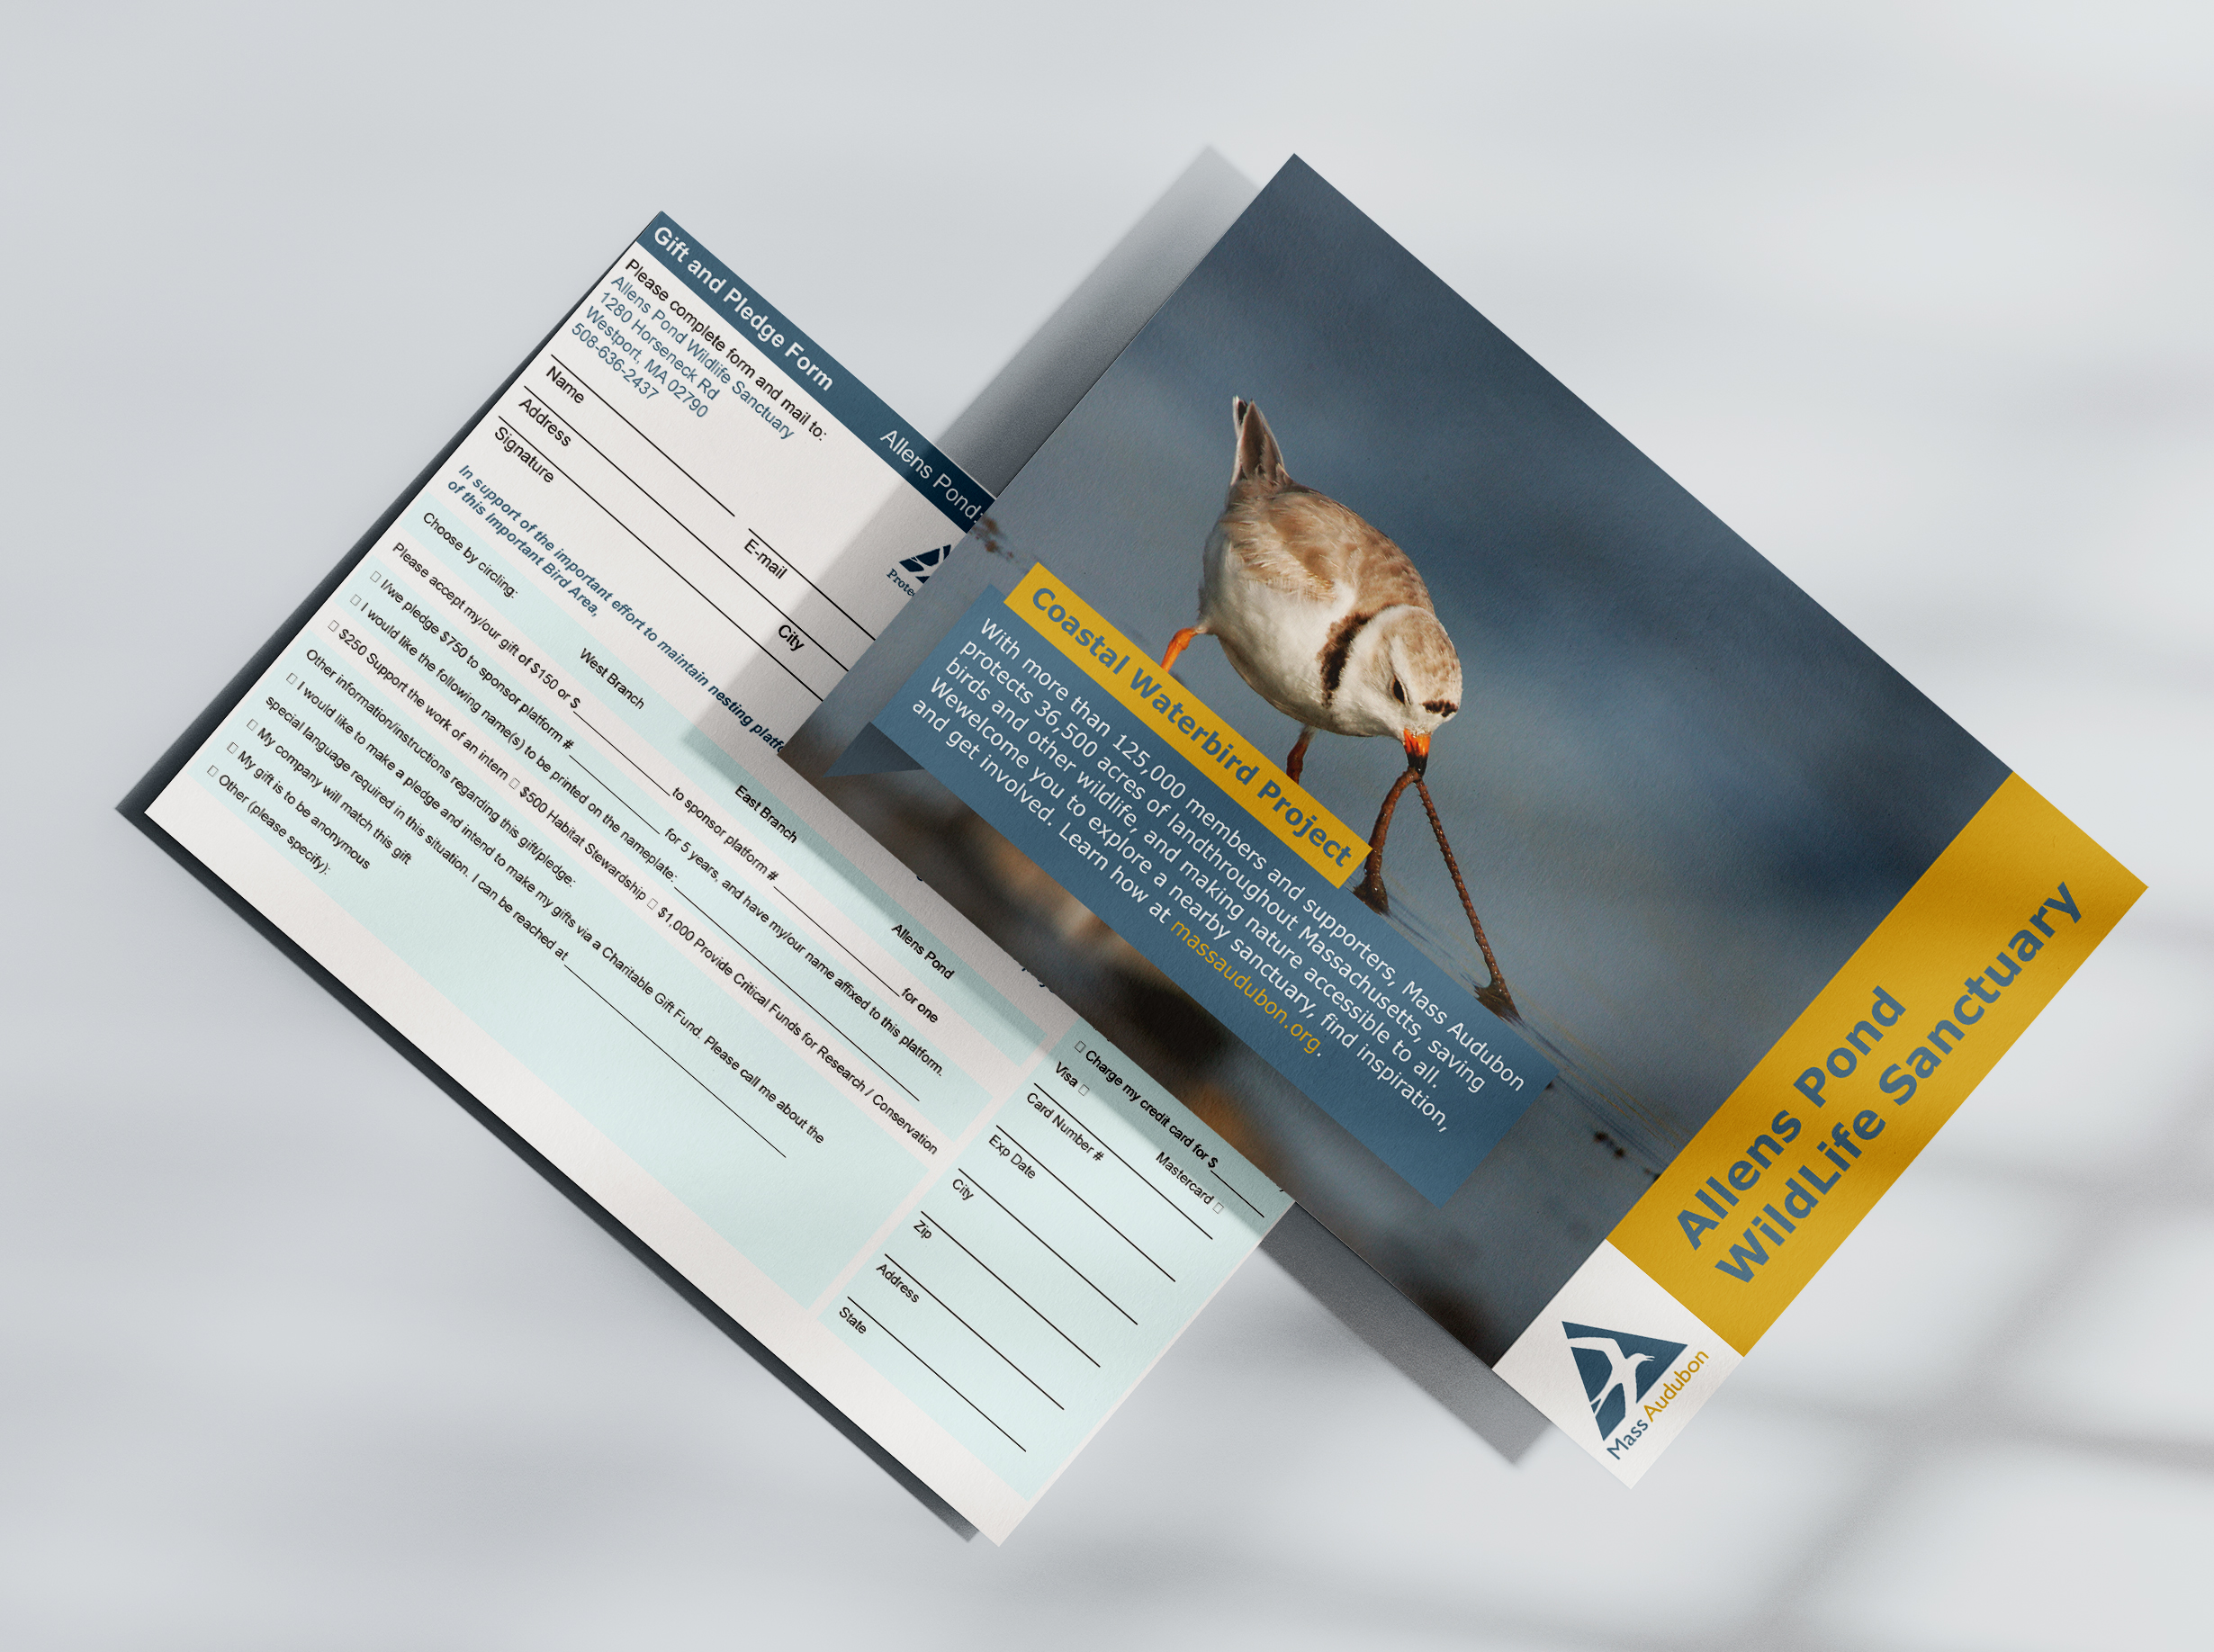 Gift and Pledge Form
Allens Pond:
Please complete form and mail to:
Allens Pond Wildlife Sanctuary
1280 Horseneck Rd
Westport, MA 02790
508-636-2437
Name
E-mail
Address
City
Signature
In support of the important effort to maintain nesting
of this Important Bird Area,
Choose by circling:
West Branch
East Branch
Allens Pond
Please accept my/our gift of $150 or $ to sponsor platform # for one
☐ I/we pledge $750 to sponsor platform # for 5 years, and have my/our name affixed to this platform.
☐ I would like the following name(s) to be printed on the nameplate:
☐ $250 Support the work of an intern ☐ $500 Habitat Stewardship ☐ $1,000 Provide Critical Funds for Research / Conservation
Other information/instructions regarding this gift/pledge:
☐ I would like to make a pledge and intend to make my gifts via a Charitable Gift Fund. Please call me about the
special language required in this situation. I can be reached at
☐ My company will match this gift
☐ My gift is to be anonymous
☐ Other (please specify):
☐ Charge my credit card for $
Visa ☐ Mastercard ☐
Card Number #
Exp Date
City
Zip
Address
State
Coastal Waterbird Project
With more than 125,000 members and supporters, Mass Audubon
protects 36,500 acres of landthroughout Massachusetts, saving
birds and other wildlife, and making nature accessible to all.
Wewelcome you to explore a nearby sanctuary, find inspiration,
and get involved. Learn how at massaudubon.org.
Allens Pond
WildLife Sanctuary
Mass Audubon